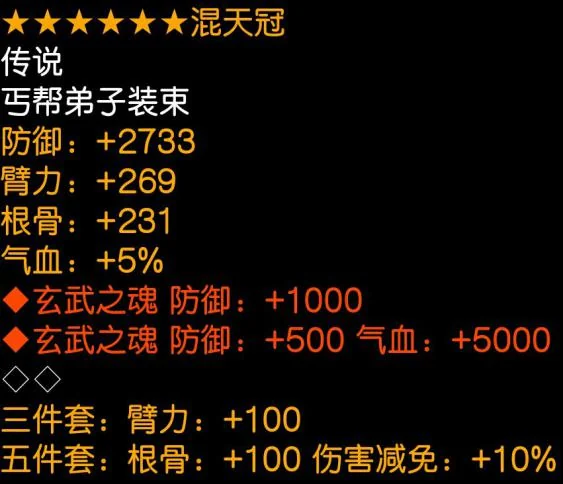 ★★★★★★混天冠
传说
丐帮弟子装束
防御：+2733
臂力：+269
根骨：+231
气血：+5%
◆玄武之魂 防御：+1000
◆玄武之魂 防御：+500 气血：+5000
◇◇
三件套：臂力：+100
五件套：根骨：+100 伤害减免：+10%